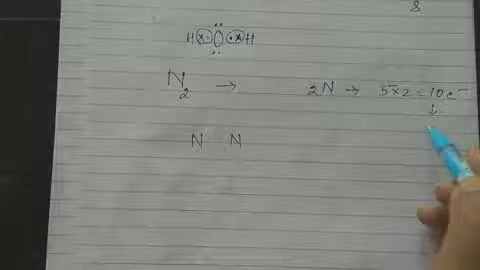 8
H O H
N₂ → 2N → 5×2 = 10e⁻
↓
N N